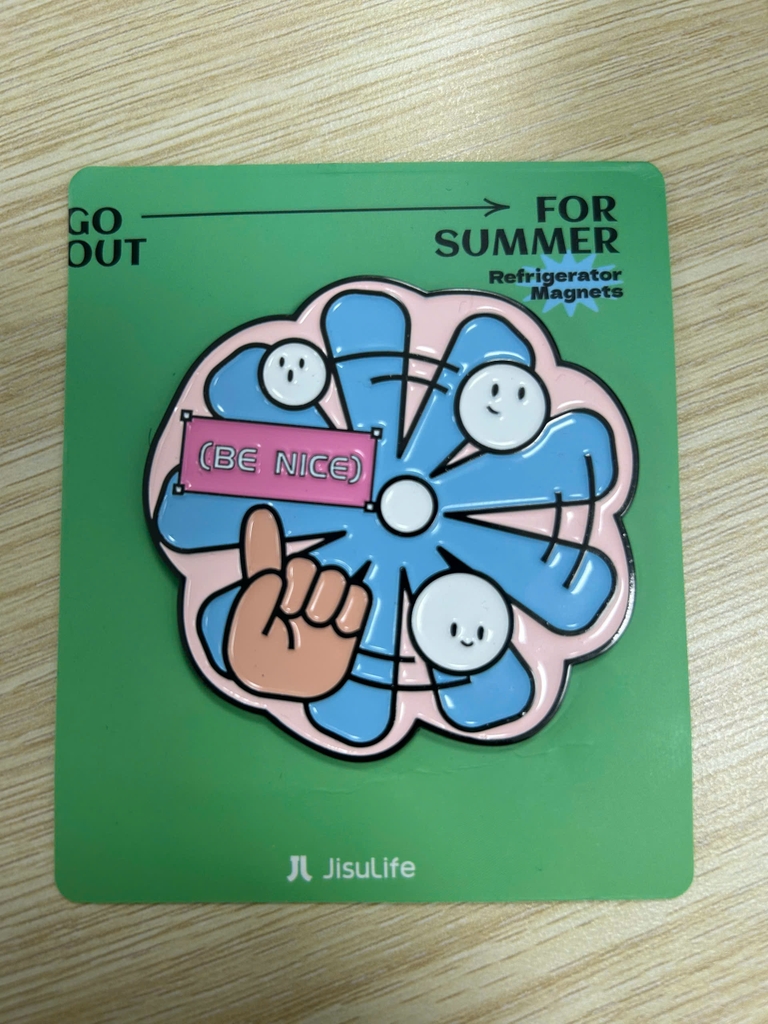 GO
OUT
FOR
SUMMER
Refrigerator
Magnets
(BE NICE)
JisuLife